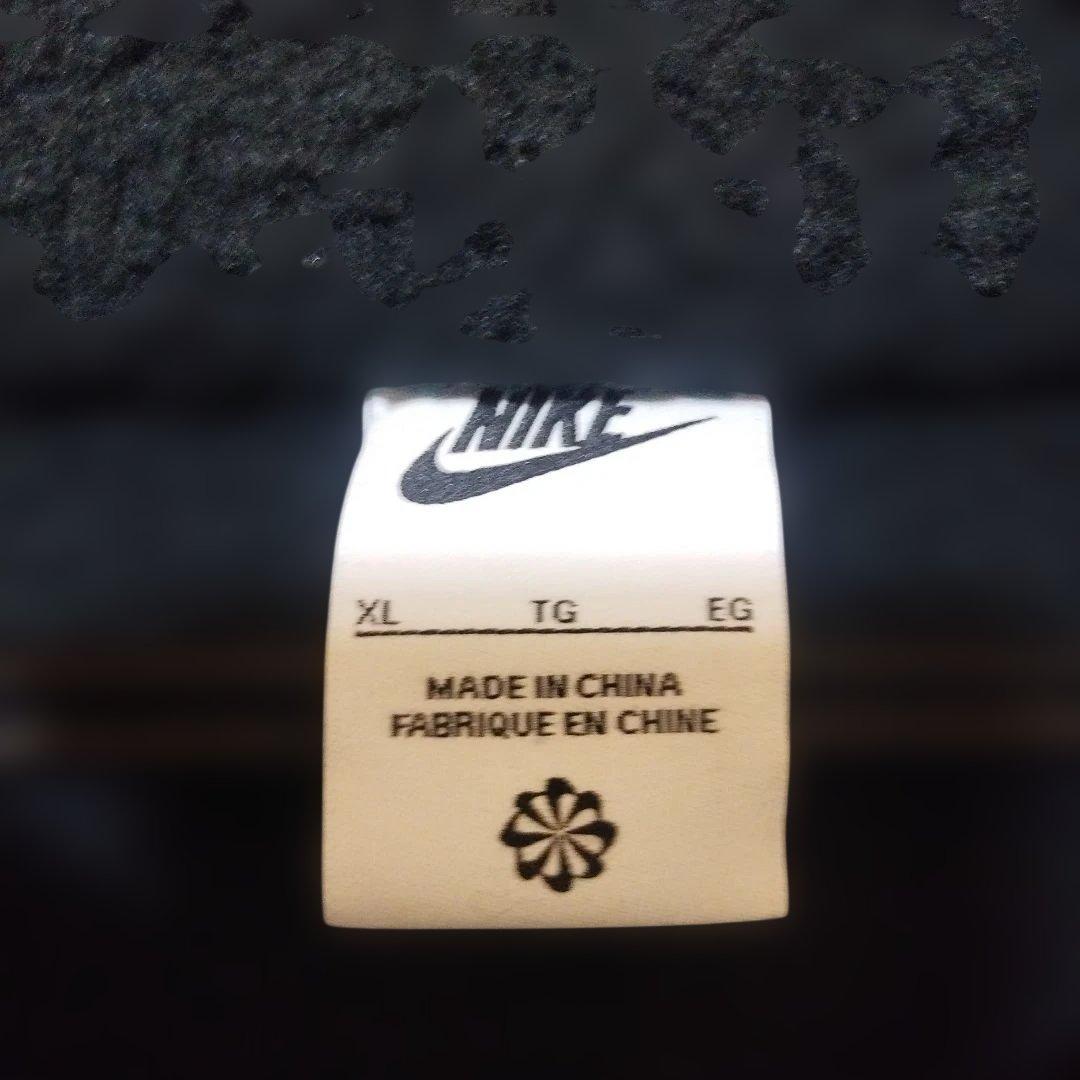 NIKE
XL TG EG
MADE IN CHINA
FABRIQUE EN CHINE